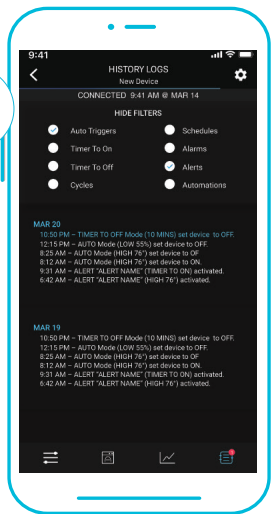 9:41
HISTORY LOGS
New Device
CONNECTED 9:41 AM @ MAR 14
HIDE FILTERS
Auto Triggers Schedules
Timer To On Alarms
Timer To Off Alerts
Cycles Automations
MAR 20
10:50 PM – TIMER TO OFF Mode (10 MINS) set device to OFF.
12:15 PM – AUTO Mode (LOW 55%) set device to OFF.
8:25 AM – AUTO Mode (HIGH 76°) set device to OF
8:12 AM – AUTO Mode (HIGH 76°) set device to ON.
9:31 AM – ALERT "ALERT NAME" (TIMER TO ON) activated.
6:42 AM – ALERT "ALERT NAME" (HIGH 76°) activated.
MAR 19
10:50 PM – TIMER TO OFF Mode (10 MINS) set device to OFF.
12:15 PM – AUTO Mode (LOW 55%) set device to OFF.
8:25 AM – AUTO Mode (HIGH 76°) set device to OF
8:12 AM – AUTO Mode (HIGH 76°) set device to ON.
9:31 AM – ALERT "ALERT NAME" (TIMER TO ON) activated.
6:42 AM – ALERT "ALERT NAME" (HIGH 76°) activated.